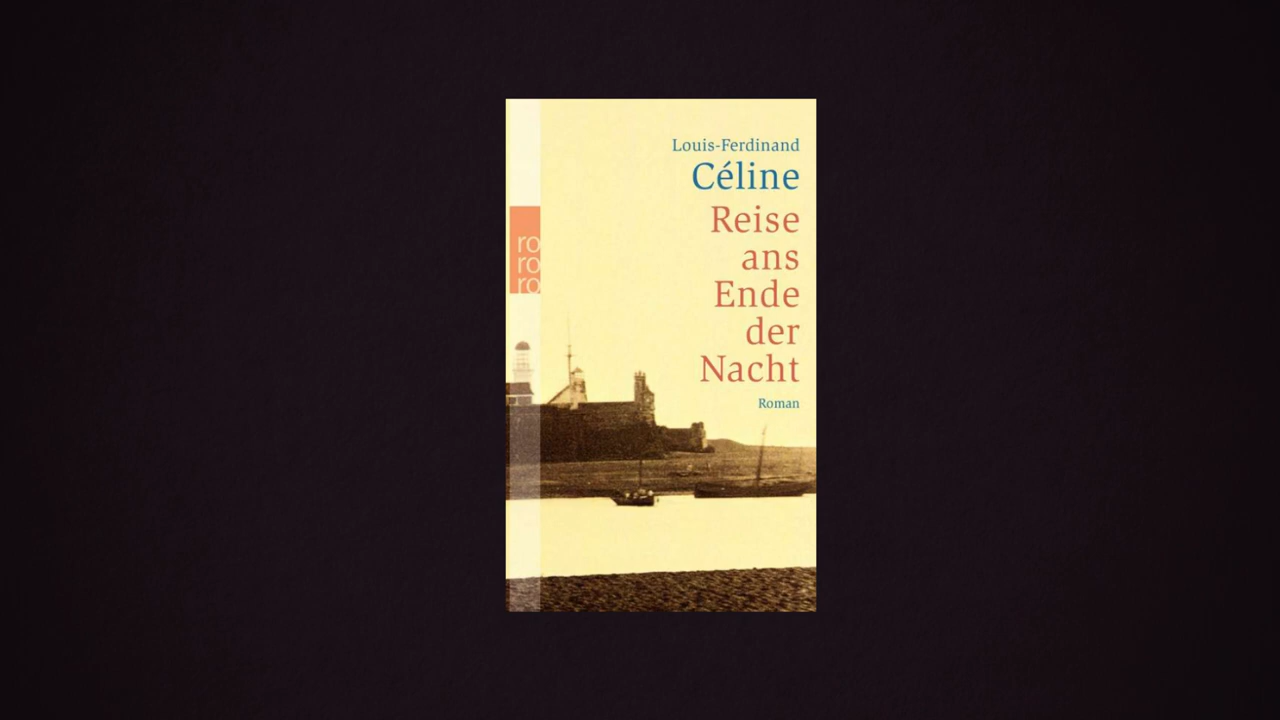 Louis-Ferdinand
Céline
Reise
ans
Ende
der
Nacht
Roman
ro
ro
ro